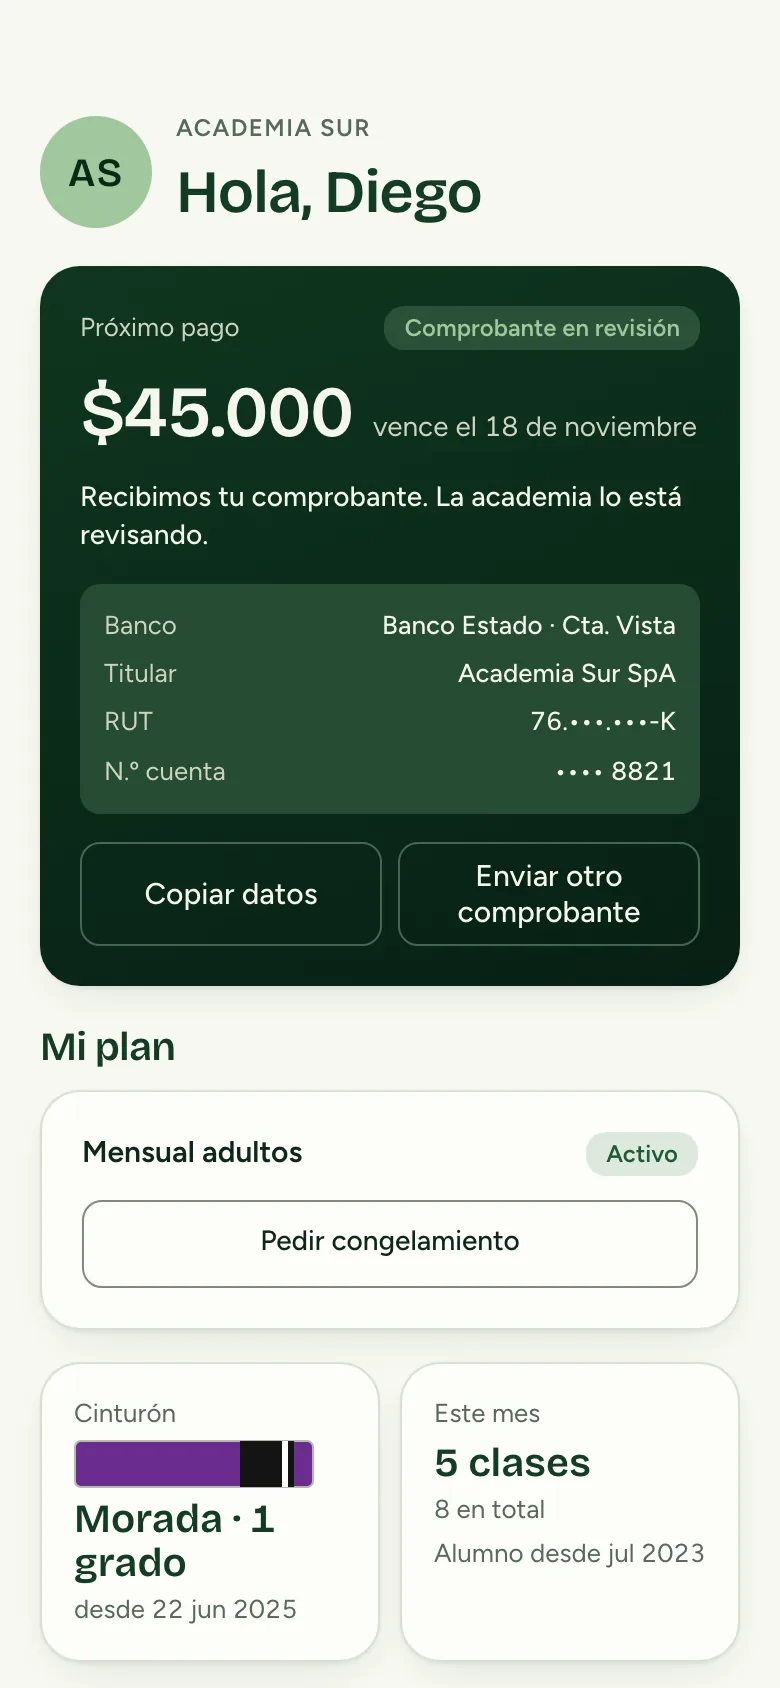 AS
ACADEMIA SUR
Hola, Diego
Próximo pago
Comprobante en revisión
$45.000 vence el 18 de noviembre
Recibimos tu comprobante. La academia lo está
revisando.
Banco Banco Estado · Cta. Vista
Titular Academia Sur SpA
RUT 76.•••.•••-K
N.º cuenta •••• 8821
Copiar datos
Enviar otro
comprobante
Mi plan
Mensual adultos
Activo
Pedir congelamiento
Cinturón
Morada · 1
grado
desde 22 jun 2025
Este mes
5 clases
8 en total
Alumno desde jul 2023